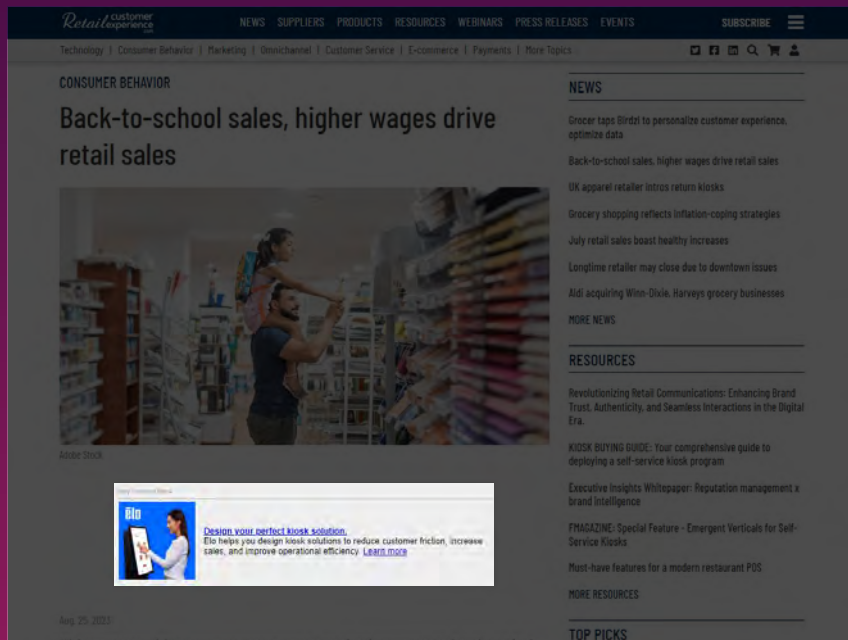 Retail customer
experience
.com
NEWS SUPPLIERS PRODUCTS RESOURCES WEBINARS PRESS RELEASES EVENTS SUBSCRIBE
Technology | Consumer Behavior | Marketing | Omnichannel | Customer Service | E-commerce | Payments | More Topics
CONSUMER BEHAVIOR
Back-to-school sales, higher wages drive
retail sales
Adobe Stock
elo
Design your perfect kiosk solution.
Elo helps you design kiosk solutions to reduce customer friction, increase
sales, and improve operational efficiency. Learn more
Aug. 25, 2023
NEWS
Grocer taps Birdzi to personalize customer experience,
optimize data
Back-to-school sales, higher wages drive retail sales
UK apparel retailer intros return kiosks
Grocery shopping reflects inflation-coping strategies
July retail sales boast healthy increases
Longtime retailer may close due to downtown issues
Aldi acquiring Winn-Dixie, Harveys grocery businesses
MORE NEWS
RESOURCES
Revolutionizing Retail Communications: Enhancing Brand
Trust, Authenticity, and Seamless Interactions in the Digital
Era.
KIOSK BUYING GUIDE: Your comprehensive guide to
deploying a self-service kiosk program
Executive Insights Whitepaper: Reputation management x
brand intelligence
FMAGAZINE: Special Feature - Emergent Verticals for Self-
Service Kiosks
Must-have features for a modern restaurant POS
MORE RESOURCES
TOP PICKS